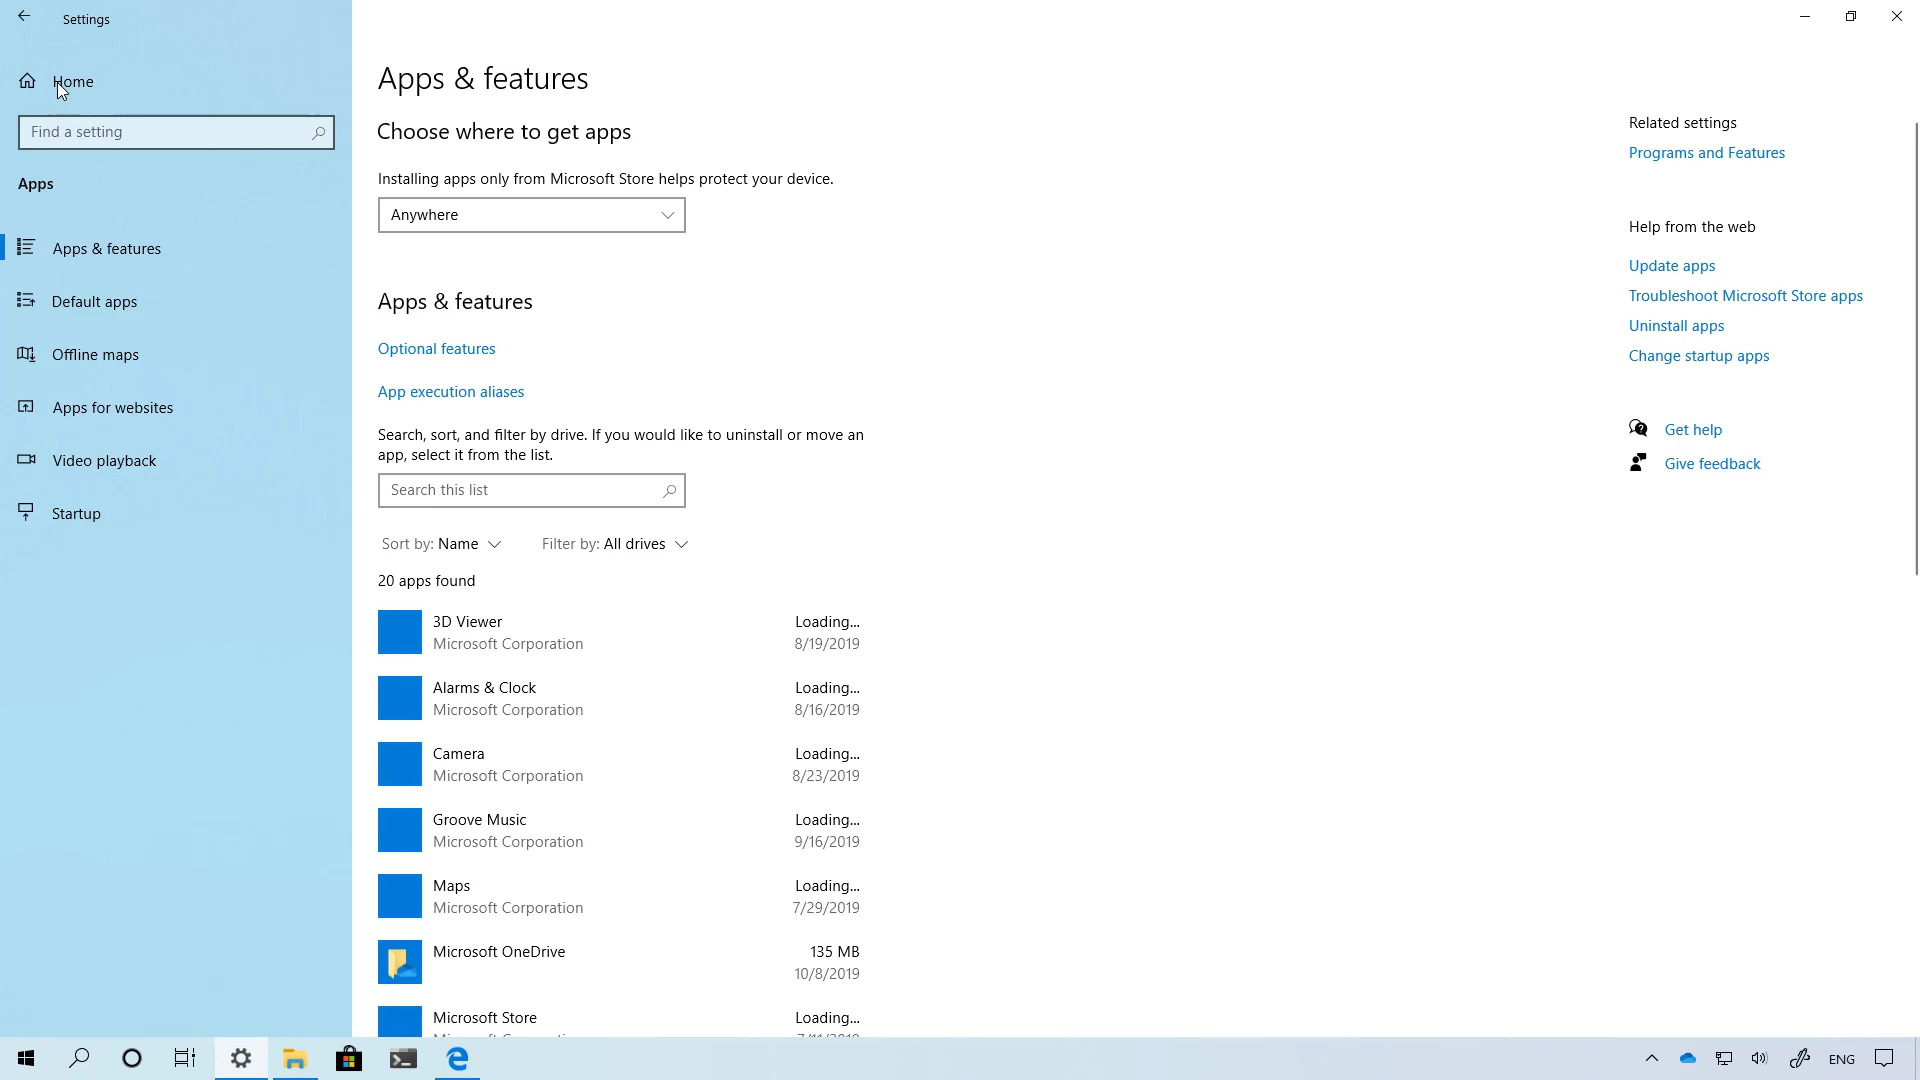 Settings
Home
Find a setting
Apps
Apps & features
Default apps
Offline maps
Apps for websites
Video playback
Startup
Apps & features
Choose where to get apps
Installing apps only from Microsoft Store helps protect your device.
Anywhere
Apps & features
Optional features
App execution aliases
Search, sort, and filter by drive. If you would like to uninstall or move an
app, select it from the list.
Search this list
Sort by: Name
Filter by: All drives
20 apps found
3D Viewer
Loading...
Microsoft Corporation
8/19/2019
Alarms & Clock
Loading...
Microsoft Corporation
8/16/2019
Camera
Loading...
Microsoft Corporation
8/23/2019
Groove Music
Loading...
Microsoft Corporation
9/16/2019
Maps
Loading...
Microsoft Corporation
7/29/2019
Microsoft OneDrive
135 MB
10/8/2019
Microsoft Store
Loading...
Related settings
Programs and Features
Help from the web
Update apps
Troubleshoot Microsoft Store apps
Uninstall apps
Change startup apps
Get help
Give feedback
ENG